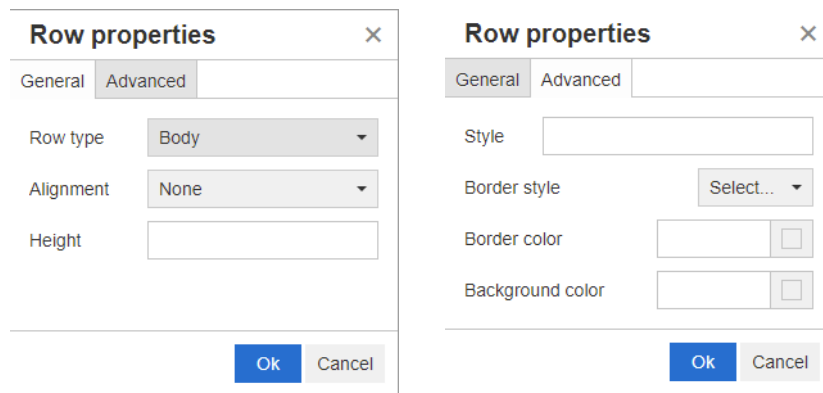 Row properties ×
General Advanced
Row type Body
Alignment None
Height
Ok Cancel
Row properties ×
General Advanced
Style
Border style Select...
Border color
Background color
Ok Cancel